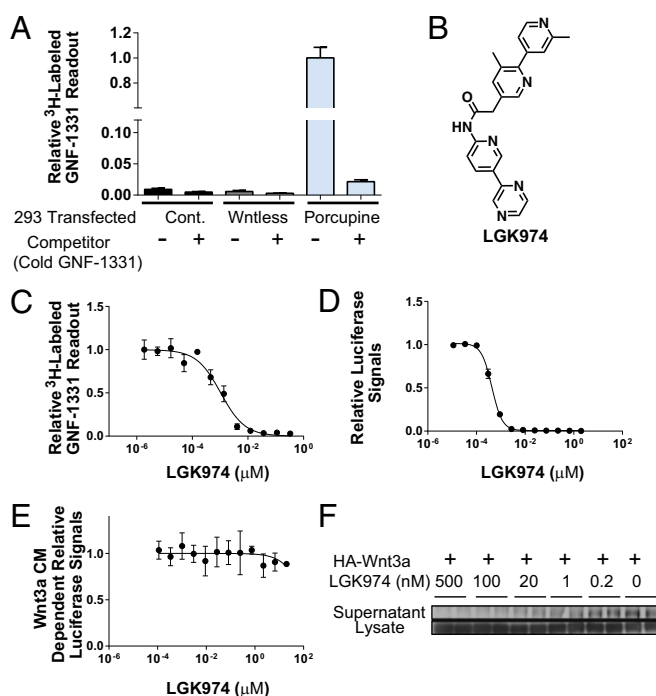 A
Relative ³H-Labeled
GNF-1331 Readout
1.2
1.0
0.8
0.6
0.10
0.05
0.00
293 Transfected Cont. Wntless Porcupine
Competitor - + - + - +
(Cold GNF-1331)
B
N
N
O
HN
N
N
N
LGK974
C
Relative ³H-Labeled
GNF-1331 Readout
1.5
1.0
0.5
0.0
10⁻⁶ 10⁻⁴ 10⁻² 10⁰
LGK974 (μM)
D
Relative Luciferase
Signals
1.5
1.0
0.5
0.0
10⁻⁶ 10⁻⁴ 10⁻² 10⁰ 10²
LGK974 (μM)
E
Wnt3a CM
Dependent Relative
Luciferase Signals
1.5
1.0
0.5
0.0
10⁻⁶ 10⁻⁴ 10⁻² 10⁰ 10²
LGK974 (μM)
F
HA-Wnt3a + + + + + +
LGK974 (nM) 500 100 20 1 0.2 0
Supernatant
Lysate